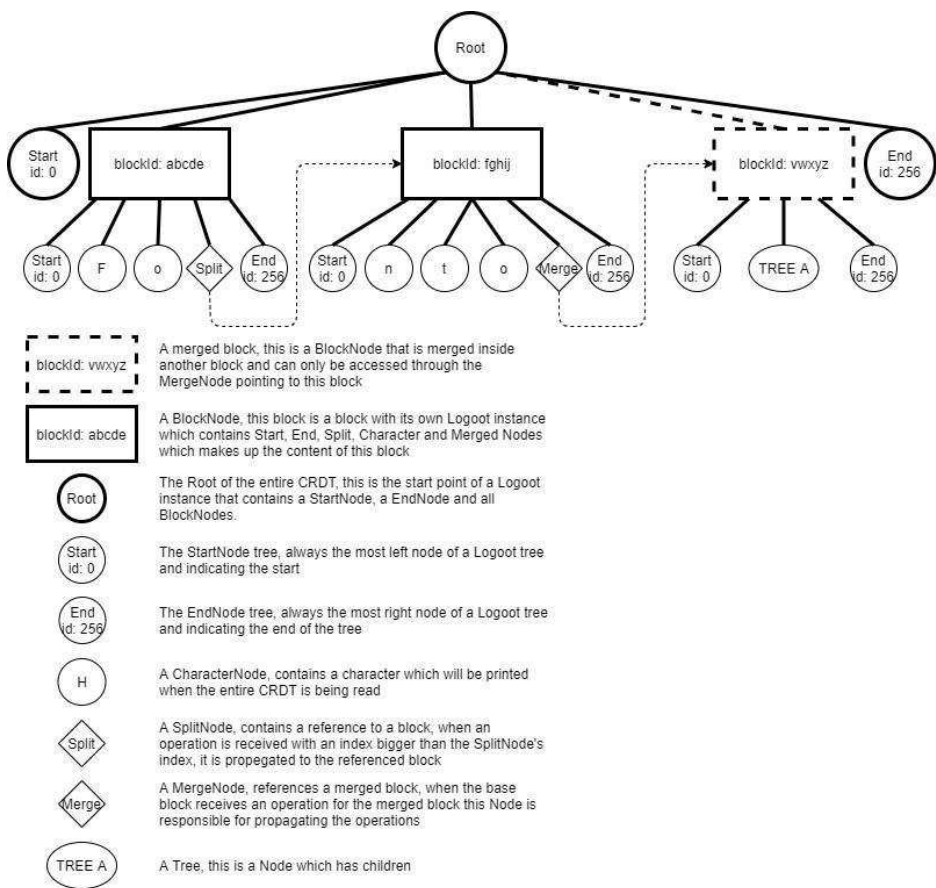 Root
Start
id: 0
blockId: abcde
blockId: fghij
blockId: vwxyz
End
id: 256
Start
id: 0
F
o
Split
End
id: 256
Start
id: 0
n
t
o
Merge
End
id: 256
Start
id: 0
TREE A
End
id: 256
blockId: vwxyz
A merged block, this is a BlockNode that is merged inside
another block and can only be accessed through the
MergeNode pointing to this block
blockId: abcde
A BlockNode, this block is a block with its own Logoot instance
which contains Start, End, Split, Character and Merged Nodes
which makes up the content of this block
Root
The Root of the entire CRDT, this is the start point of a Logoot
instance that contains a StartNode, a EndNode and all
BlockNodes.
Start
id: 0
The StartNode tree, always the most left node of a Logoot tree
and indicating the start
End
id: 256
The EndNode tree, always the most right node of a Logoot tree
and indicating the end of the tree
H
A CharacterNode, contains a character which will be printed
when the entire CRDT is being read
Split
A SplitNode, contains a reference to a block, when an
operation is received with an index bigger than the SplitNode's
index, it is propegated to the referenced block
Merge
A MergeNode, references a merged block, when the base
block receives an operation for the merged block this Node is
responsible for propagating the operations
TREE A
A Tree, this is a Node which has children